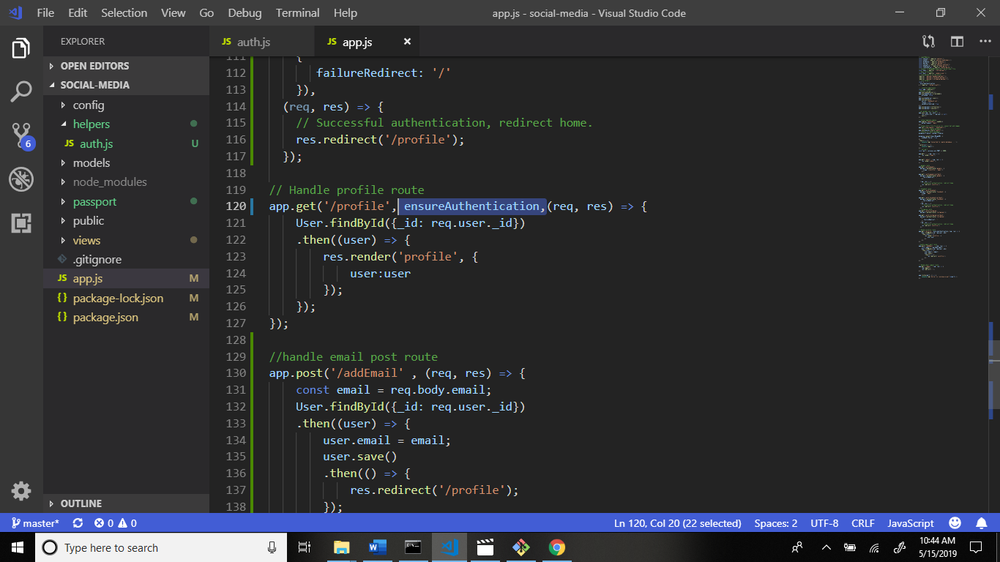 File Edit Selection View Go Debug Terminal Help app.js - social-media - Visual Studio Code
EXPLORER
OPEN EDITORS
SOCIAL-MEDIA
config
helpers
JS auth.js U
models
node_modules
passport
public
views
.gitignore
JS app.js M
{} package-lock.json M
{} package.json M
OUTLINE
6
JS auth.js JS app.js
111 {
112 failureRedirect: '/'
113 }),
114 (req, res) => {
115 // Successful authentication, redirect home.
116 res.redirect('/profile');
117 });
118
119 // Handle profile route
120 app.get('/profile', ensureAuthentication,(req, res) => {
121 User.findById({_id: req.user._id})
122 .then((user) => {
123 res.render('profile', {
124 user:user
125 });
126 });
127 });
128
129 //handle email post route
130 app.post('/addEmail' , (req, res) => {
131 const email = req.body.email;
132 User.findById({_id: req.user._id})
133 .then((user) => {
134 user.email = email;
135 user.save()
136 .then(() => {
137 res.redirect('/profile');
138 });
master* 0 0 Ln 120, Col 20 (22 selected) Spaces: 2 UTF-8 CRLF JavaScript
Type here to search
10:44 AM
5/15/2019